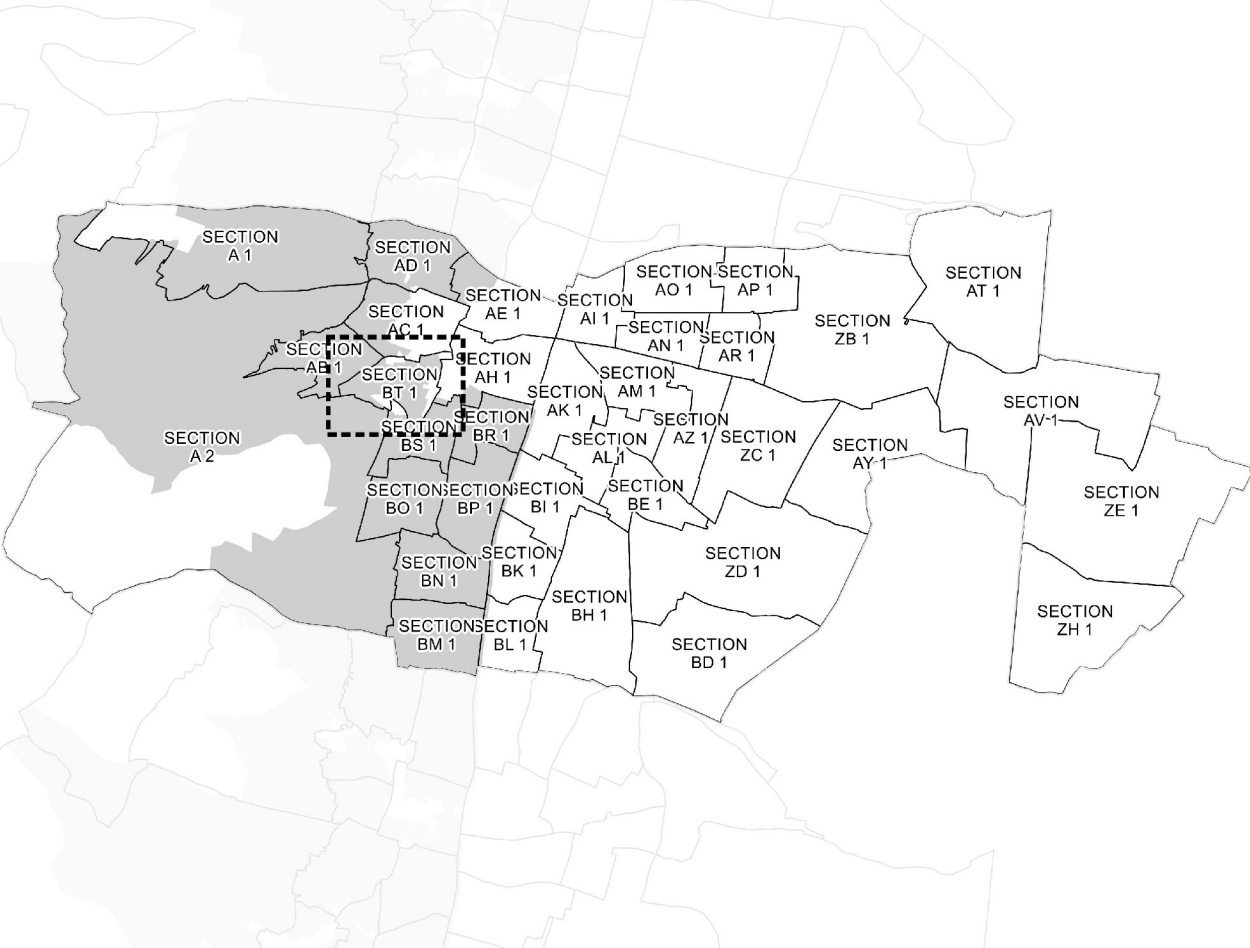 SECTION
A 1
SECTION
AD 1
SECTION
AE 1
SECTION
AC 1
SECTION
AI 1
SECTION
AO 1
SECTION
AP 1
SECTION
AN 1
SECTION
AR 1
SECTION
ZB 1
SECTION
AT 1
SECTION
AB 1
SECTION
BT 1
SECTION
AH 1
SECTION
AK 1
SECTION
AM 1
SECTION
AZ 1
SECTION
AL 1
SECTION
ZC 1
SECTION
AY 1
SECTION
AV 1
SECTION
A 2
SECTION
BS 1
SECTION
BR 1
SECTION
BO 1
SECTION
BP 1
SECTION
BI 1
SECTION
BE 1
SECTION
ZE 1
SECTION
BN 1
SECTION
BK 1
SECTION
ZD 1
SECTION
BH 1
SECTION
BM 1
SECTION
BL 1
SECTION
BD 1
SECTION
ZH 1